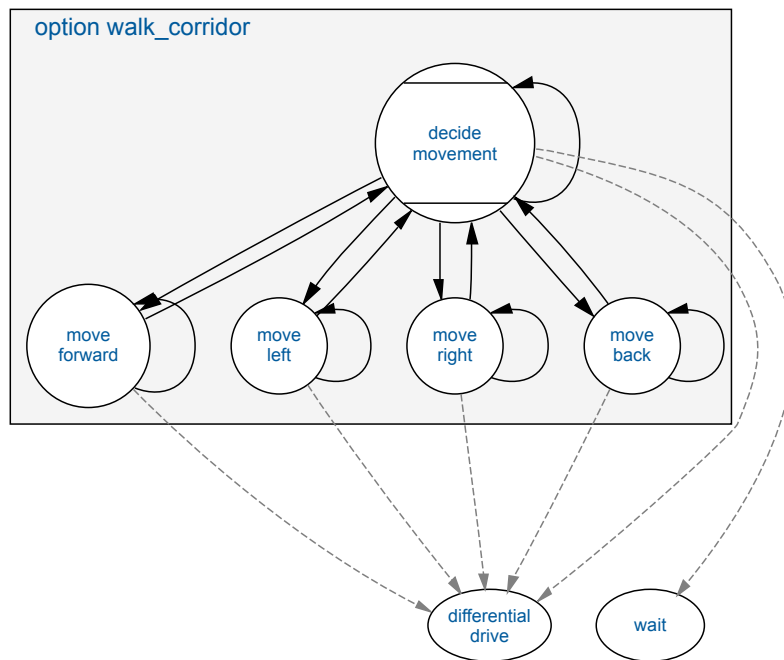 option walk_corridor
decide
movement
move
forward
move
left
move
right
move
back
differential
drive
wait